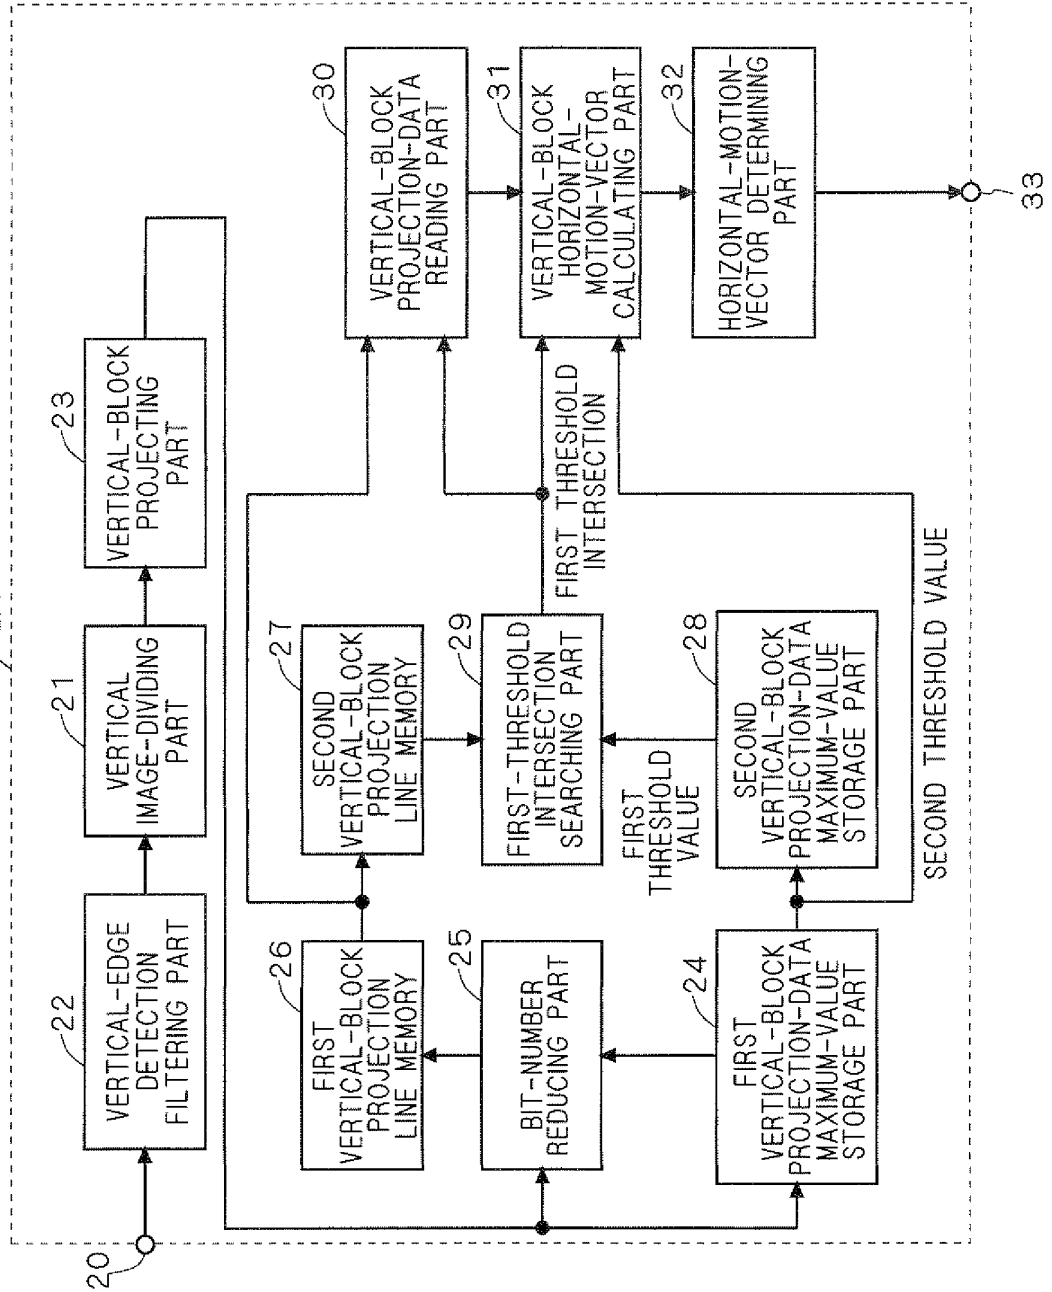 20
22
VERTICAL-EDGE
DETECTION
FILTERING PART
21
VERTICAL
IMAGE-DIVIDING
PART
23
VERTICAL-BLOCK
PROJECTING
PART
26
FIRST
VERTICAL-BLOCK
PROJECTION
LINE MEMORY
27
SECOND
VERTICAL-BLOCK
PROJECTION
LINE MEMORY
30
VERTICAL-BLOCK
PROJECTION-DATA
READING PART
25
BIT-NUMBER
REDUCING PART
29
FIRST-THRESHOLD
INTERSECTION
SEARCHING PART
FIRST THRESHOLD
INTERSECTION
31
VERTICAL-BLOCK
HORIZONTAL-
MOTION-VECTOR
CALCULATING PART
FIRST
THRESHOLD
VALUE
24
FIRST
VERTICAL-BLOCK
PROJECTION-DATA
MAXIMUM-VALUE
STORAGE PART
28
SECOND
VERTICAL-BLOCK
PROJECTION-DATA
MAXIMUM-VALUE
STORAGE PART
32
HORIZONTAL-MOTION-
VECTOR DETERMINING
PART
SECOND THRESHOLD VALUE
33